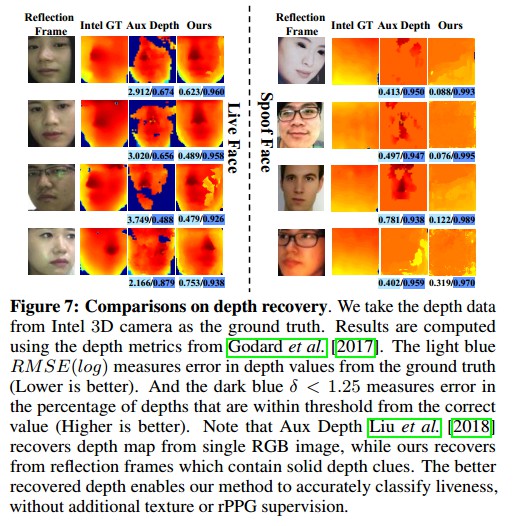 Reflection Frame Intel GT Aux Depth Ours
2.912/0.674 0.623/0.960
3.020/0.656 0.489/0.958
3.749/0.488 0.479/0.926
2.166/0.879 0.753/0.938
Live Face
Spoof Face
Reflection Frame Intel GT Aux Depth Ours
0.413/0.950 0.088/0.993
0.497/0.947 0.076/0.995
0.781/0.938 0.122/0.989
0.402/0.959 0.319/0.970
Figure 7: Comparisons on depth recovery. We take the depth data
from Intel 3D camera as the ground truth. Results are computed
using the depth metrics from Godard et al. [2017]. The light blue
RMSE(log) measures error in depth values from the ground truth
(Lower is better). And the dark blue δ < 1.25 measures error in
the percentage of depths that are within threshold from the correct
value (Higher is better). Note that Aux Depth Liu et al. [2018]
recovers depth map from single RGB image, while ours recovers
from reflection frames which contain solid depth clues. The better
recovered depth enables our method to accurately classify liveness,
without additional texture or rPPG supervision.